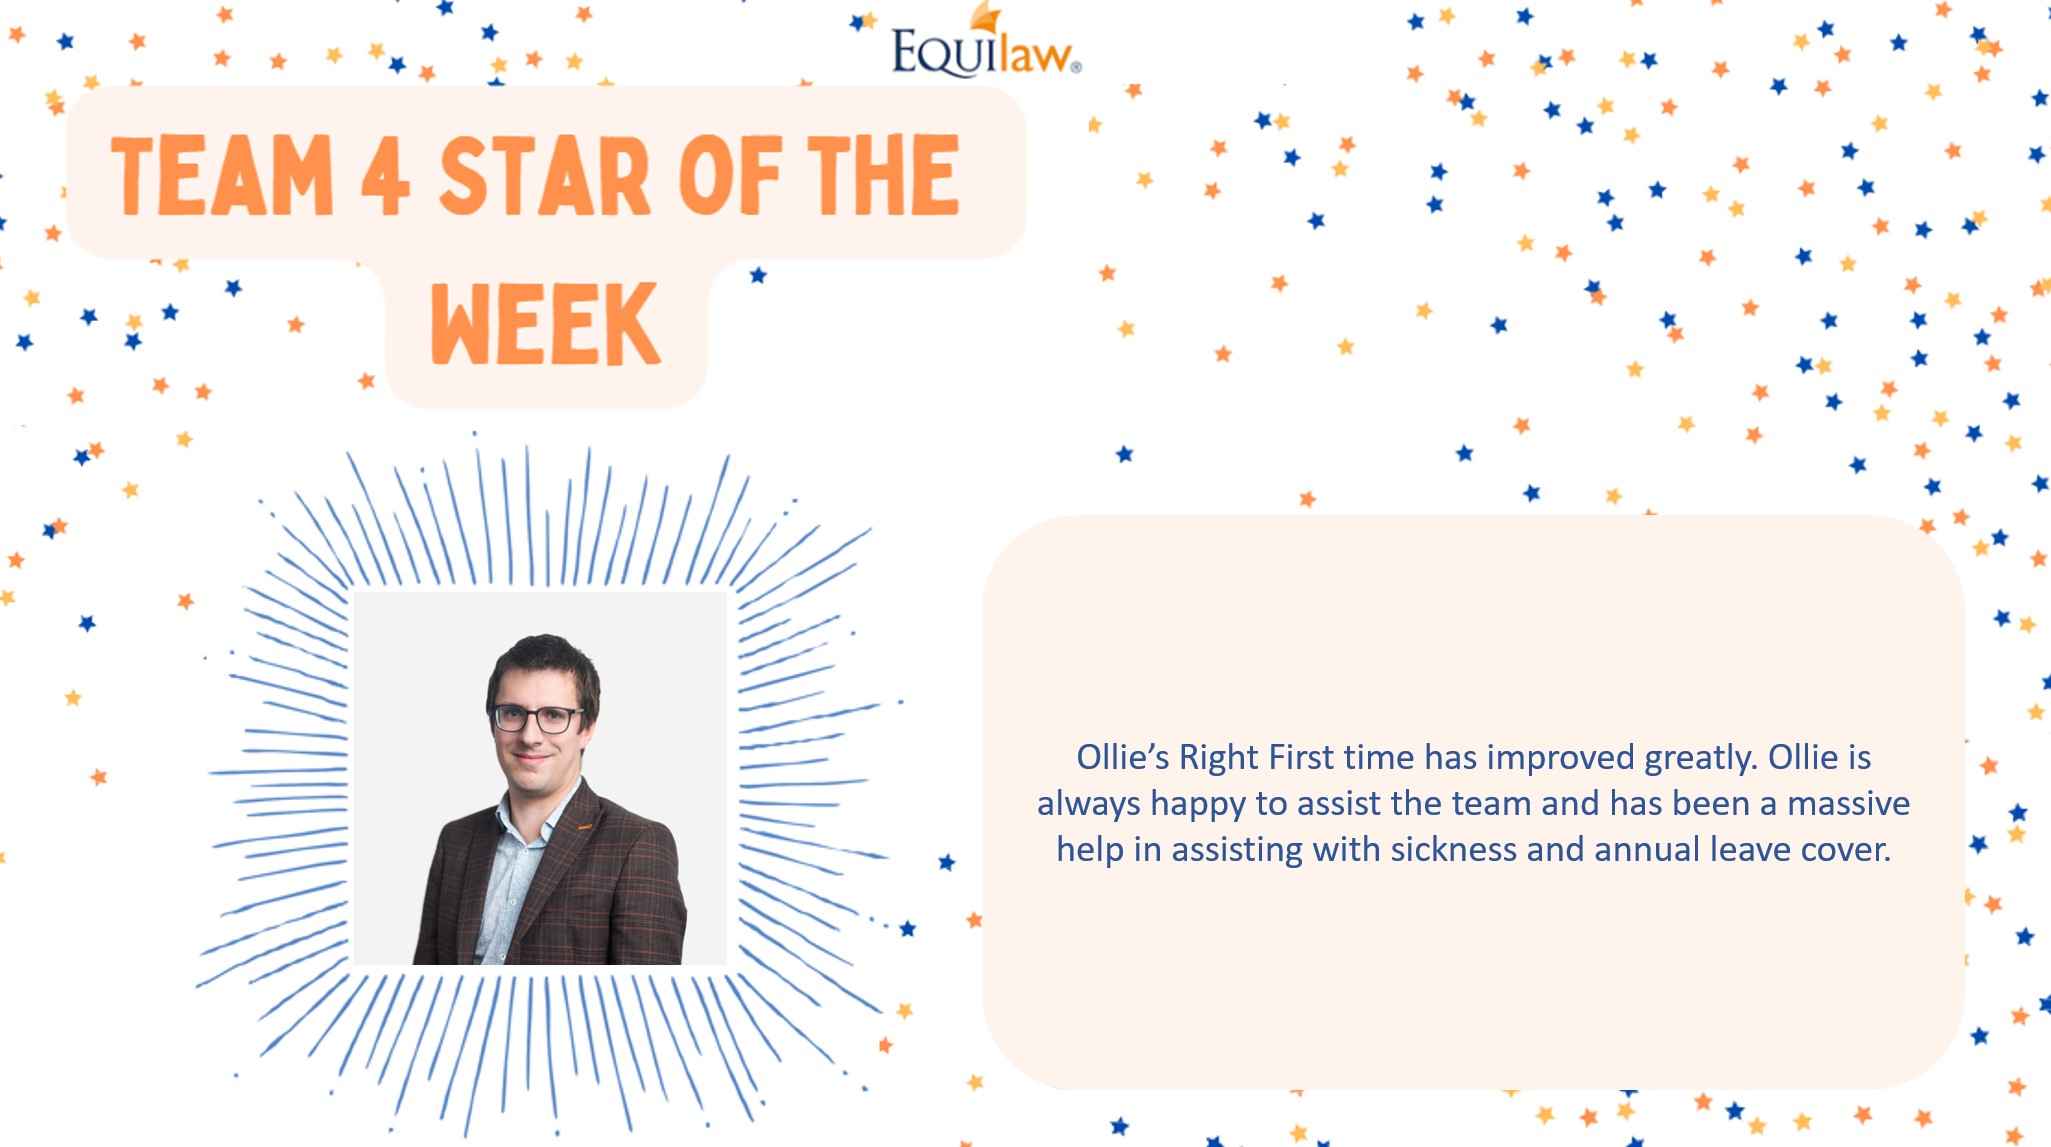 EQUIlaw®
TEAM 4 STAR OF THE
WEEK
Ollie’s Right First time has improved greatly. Ollie is
always happy to assist the team and has been a massive
help in assisting with sickness and annual leave cover.